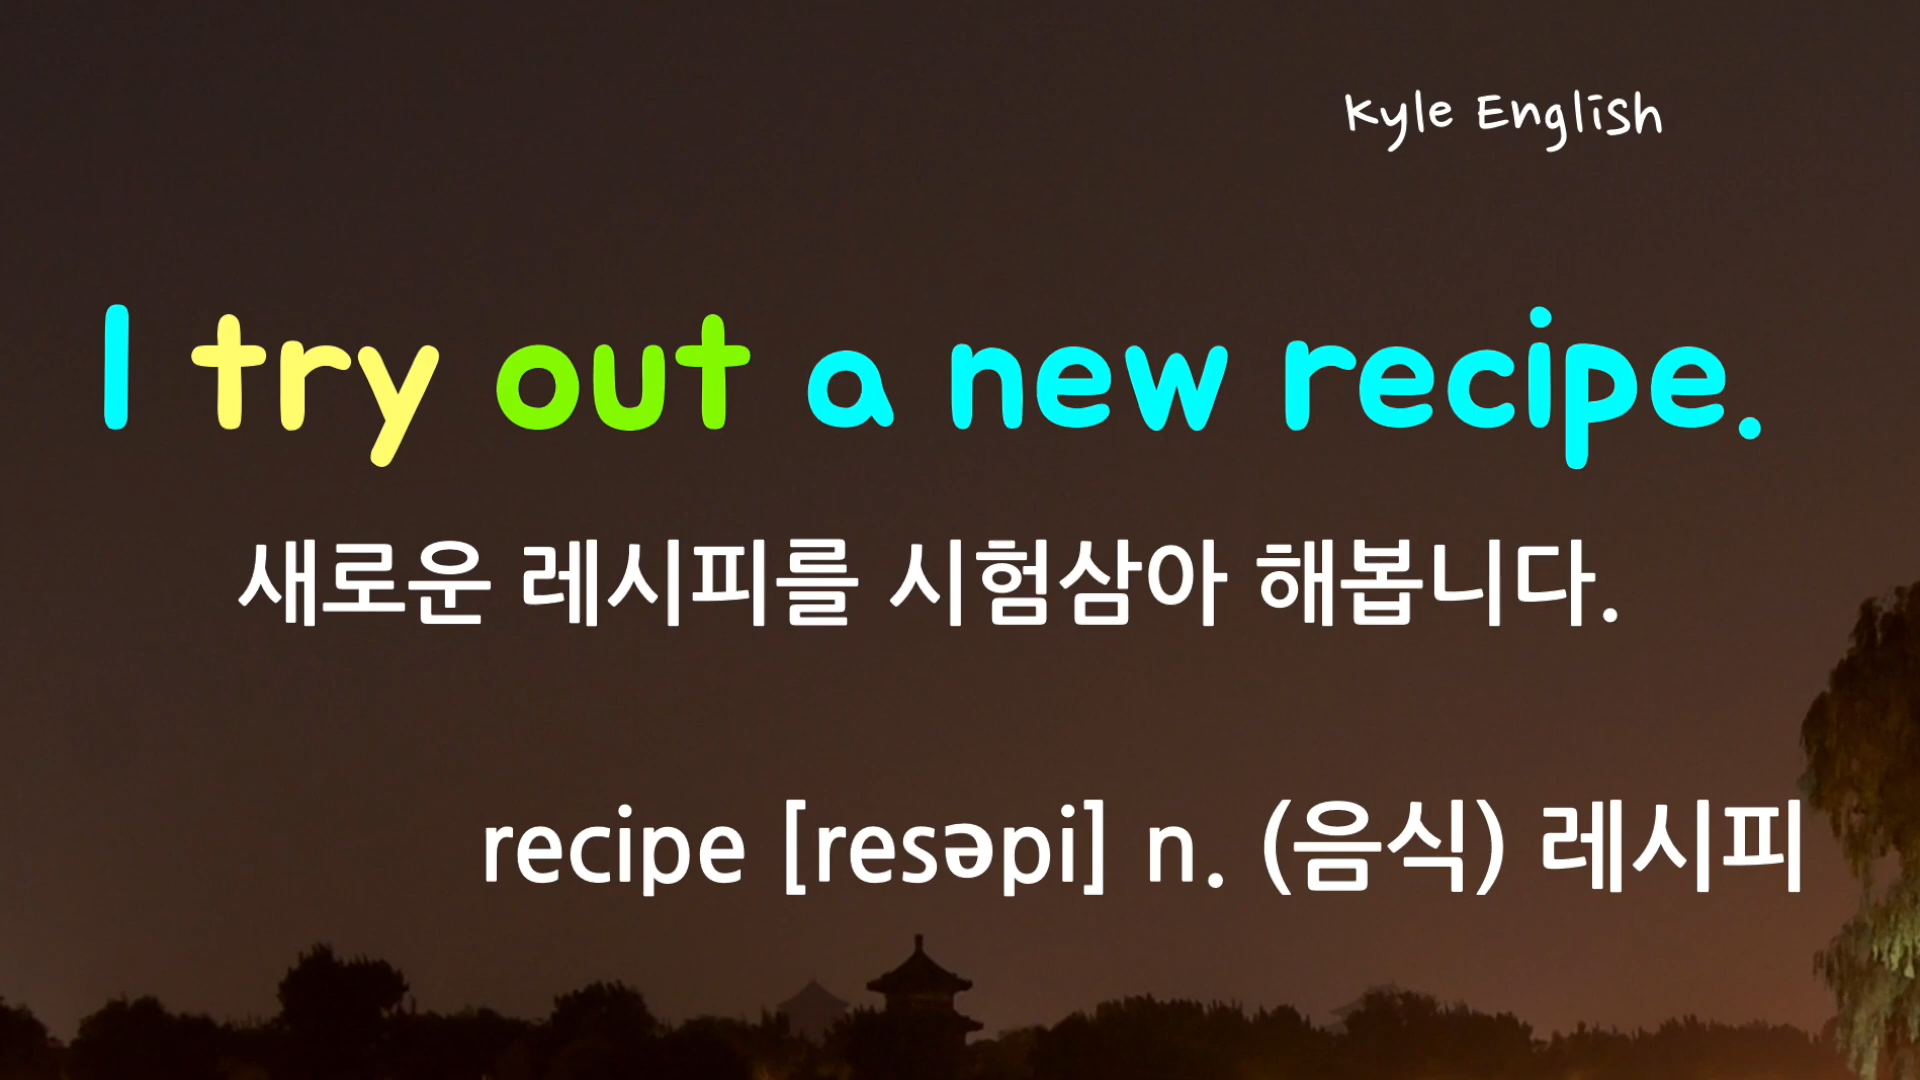 Kyle English
I try out a new recipe.
새로운 레시피를 시험삼아 해봅니다.
recipe [resəpi] n. (음식) 레시피